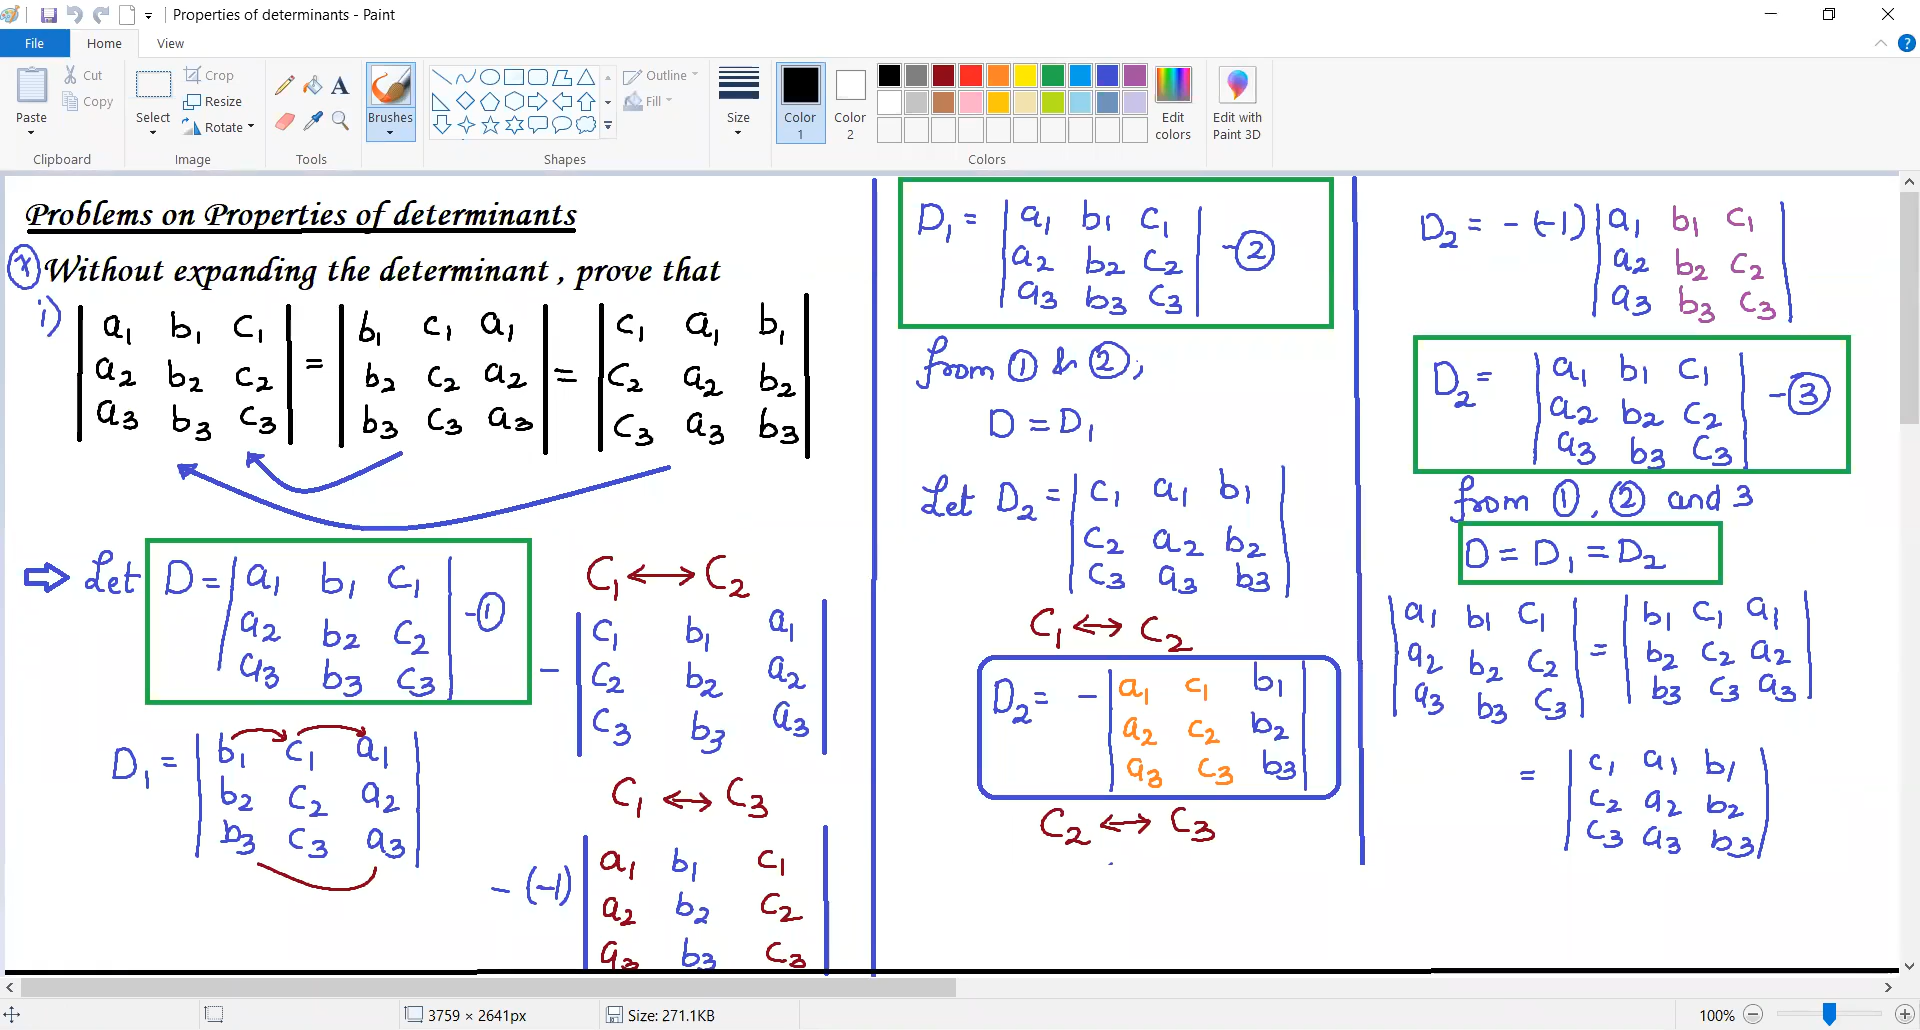 Properties of determinants - Paint
File Home View
Paste
Cut
Copy
Clipboard
Select
Crop
Resize
Rotate
Image
A
Tools
Brushes
Shapes
Outline
Fill
Size
Color 1
Color 2
Colors
Edit colors
Edit with Paint 3D
Problems on Properties of determinants
* Without expanding the determinant , prove that
i) | a₁ b₁ c₁ | | b₁ c₁ a₁ | | c₁ a₁ b₁ |
| a₂ b₂ c₂ | = | b₂ c₂ a₂ | = | c₂ a₂ b₂ |
| a₃ b₃ c₃ | | b₃ c₃ a₃ | | c₃ a₃ b₃ |
⇒ Let D = | a₁ b₁ c₁ |
| a₂ b₂ c₂ | - ①
| a₃ b₃ c₃ |
D₁ = | b₁ c₁ a₁ |
| b₂ c₂ a₂ |
| b₃ c₃ a₃ |
C₁ ↔ C₂
- | c₁ b₁ a₁ |
| c₂ b₂ a₂ |
| c₃ b₃ a₃ |
C₁ ↔ C₃
- (-1) | a₁ b₁ c₁ |
| a₂ b₂ c₂ |
| a₃ b₃ c₃ |
D₁ = | a₁ b₁ c₁ |
| a₂ b₂ c₂ | - ②
| a₃ b₃ c₃ |
from ① & ②,
D = D₁
Let D₂ = | c₁ a₁ b₁ |
| c₂ a₂ b₂ |
| c₃ a₃ b₃ |
C₁ ↔ C₂
D₂ = - | a₁ c₁ b₁ |
| a₂ c₂ b₂ |
| a₃ c₃ b₃ |
C₂ ↔ C₃
D₂ = - (-1) | a₁ b₁ c₁ |
| a₂ b₂ c₂ |
| a₃ b₃ c₃ |
D₂ = | a₁ b₁ c₁ |
| a₂ b₂ c₂ | - ③
| a₃ b₃ c₃ |
from ①, ② and 3
D = D₁ = D₂
| a₁ b₁ c₁ | | b₁ c₁ a₁ |
| a₂ b₂ c₂ | = | b₂ c₂ a₂ |
| a₃ b₃ c₃ | | b₃ c₃ a₃ |
= | c₁ a₁ b₁ |
| c₂ a₂ b₂ |
| c₃ a₃ b₃ |
3759 × 2641px
Size: 271.1KB
100%